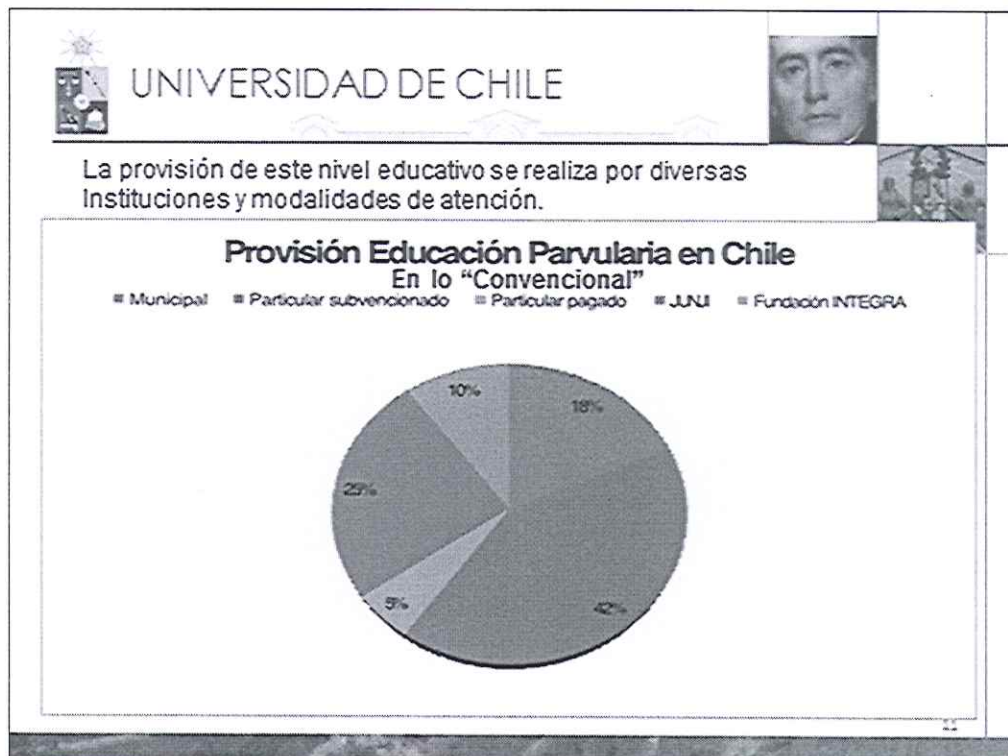 UNIVERSIDAD DE CHILE
La provisión de este nivel educativo se realiza por diversas
Instituciones y modalidades de atención.
Provisión Educación Parvularia en Chile
En lo “Convencional”
Municipal Particular subvencionado Particular pagado JUNJI Fundación INTEGRA
10%
18%
5%
42%